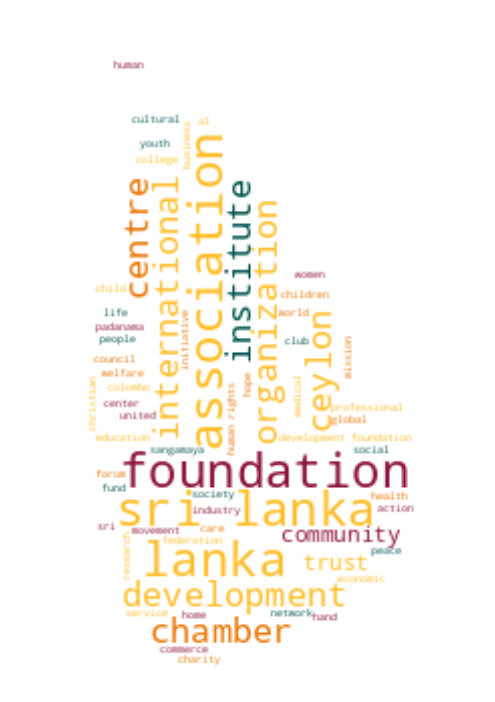 human
cultural
al
business
youth
college
association
centre
international
institute
organization
women
child
children
life
world
ceylon
initiative
padanama
people
club
mission
council
welfare
hope
colombo
christian
medical
human rights
center
united
professional
global
education
development foundation
sangamaya
social
foundation
forum
fund
society
health
sri lanka
industry
action
sri
movement
care
community
federation
research
lanka
peace
trust
economic
development
service
home
network
hand
chamber
commerce
charity